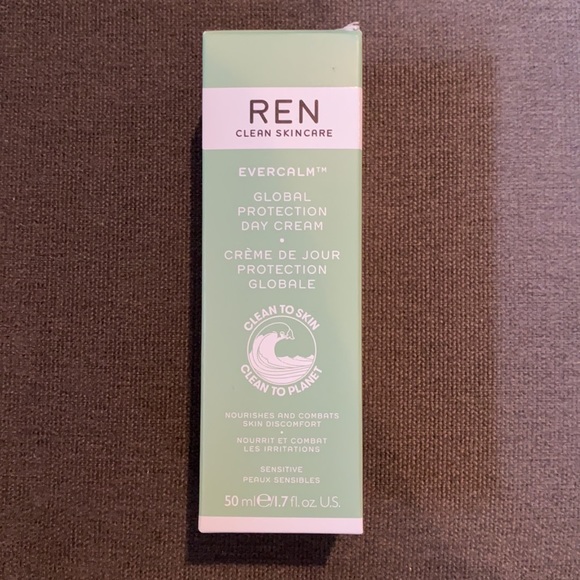 REN
CLEAN SKINCARE
EVERCALM™
GLOBAL
PROTECTION
DAY CREAM
•
CRÈME DE JOUR
PROTECTION
GLOBALE
CLEAN TO SKIN
CLEAN TO PLANET
NOURISHES AND COMBATS
SKIN DISCOMFORT
•
NOURRIT ET COMBAT
LES IRRITATIONS
SENSITIVE
PEAUX SENSIBLES
50 ml ℮/1.7 fl. oz. U.S.